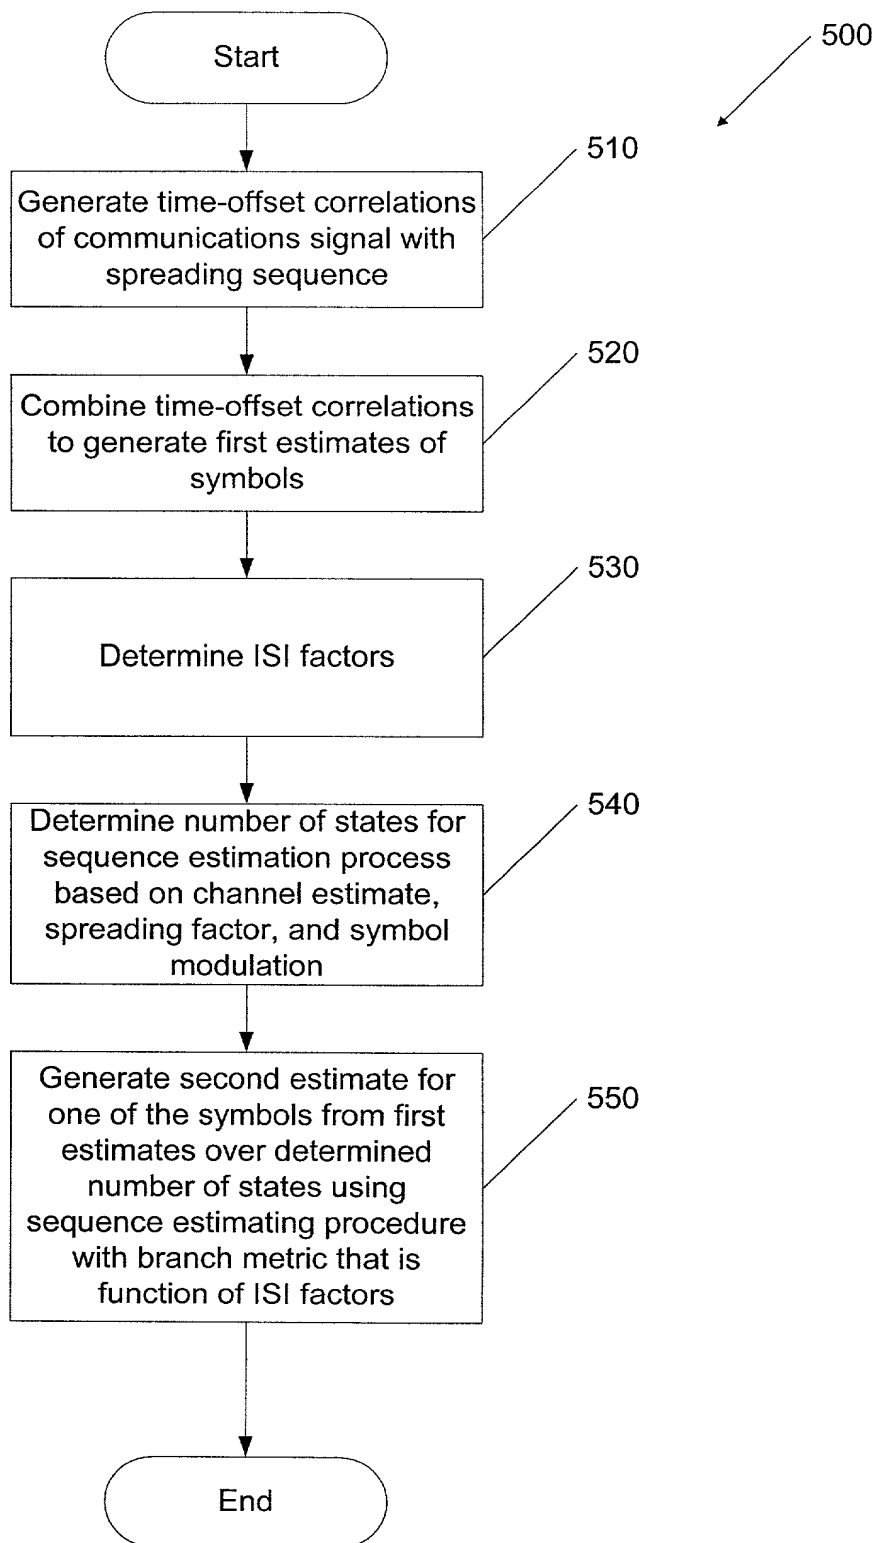 Start
500
510
Generate time-offset correlations
of communications signal with
spreading sequence
520
Combine time-offset correlations
to generate first estimates of
symbols
530
Determine ISI factors
540
Determine number of states for
sequence estimation process
based on channel estimate,
spreading factor, and symbol
modulation
550
Generate second estimate for
one of the symbols from first
estimates over determined
number of states using
sequence estimating procedure
with branch metric that is
function of ISI factors
End